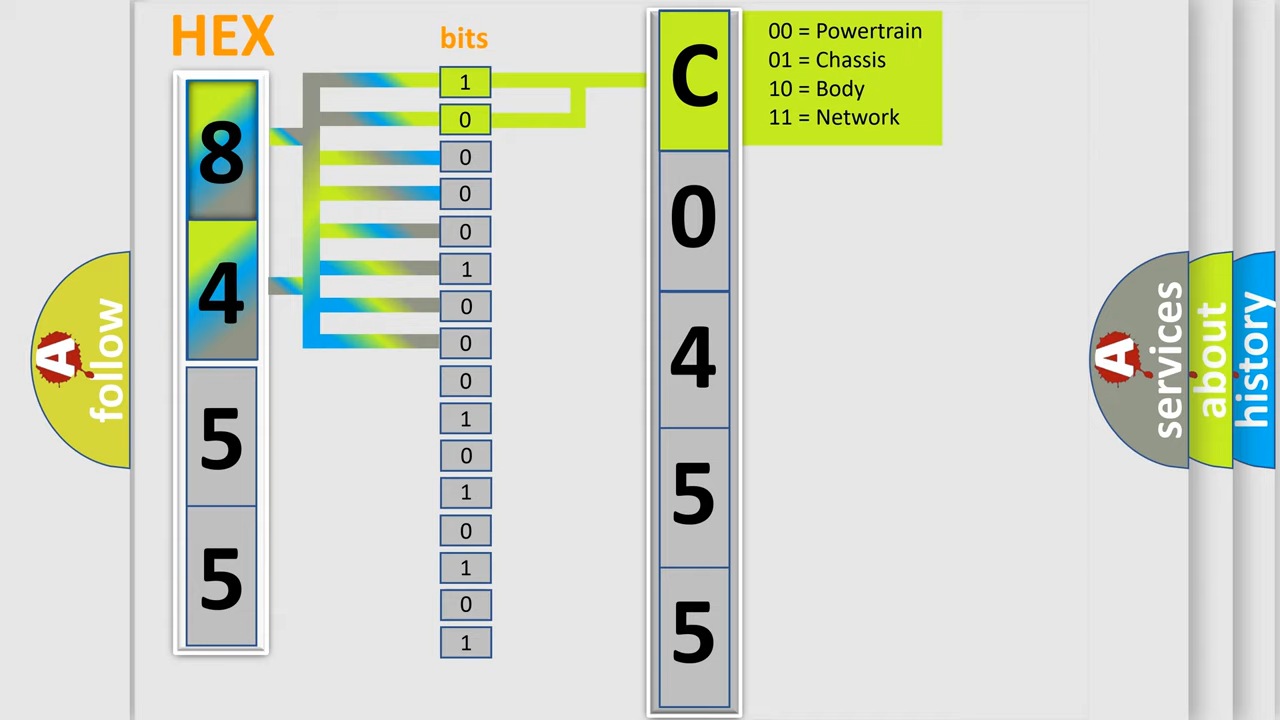 HEX
bits
8
4
5
5
1
0
0
0
0
1
0
0
0
1
0
1
0
1
0
1
C
0
4
5
5
00 = Powertrain
01 = Chassis
10 = Body
11 = Network
A
follow
A
services
about
history